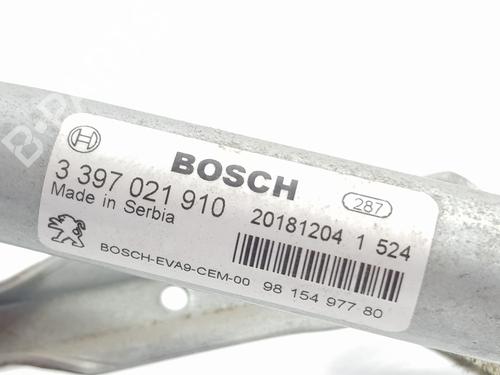 BOSCH
3 397 021 910
287
Made in Serbia
20181204 1 524
BOSCH-EVA9-CEM-00
98 154 977 80
B-PARTS